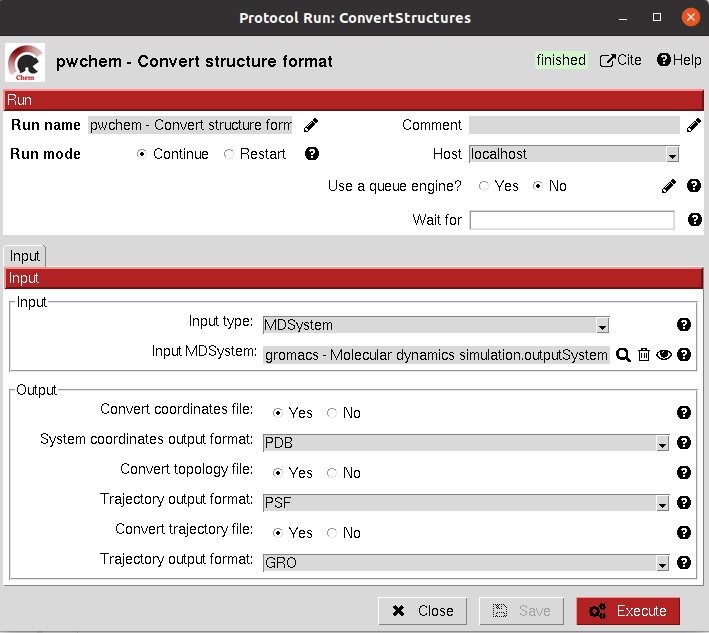 Protocol Run: ConvertStructures
Chem
pwchem - Convert structure format
finished Cite Help
Run
Run name pwchem - Convert structure form Comment
Run mode Continue Restart Host localhost
Use a queue engine? Yes No
Wait for
Input
Input
Input
Input type: MDSystem
Input MDSystem: gromacs - Molecular dynamics simulation.outputSystem
Output
Convert coordinates file: Yes No
System coordinates output format: PDB
Convert topology file: Yes No
Trajectory output format: PSF
Convert trajectory file: Yes No
Trajectory output format: GRO
Close Save Execute